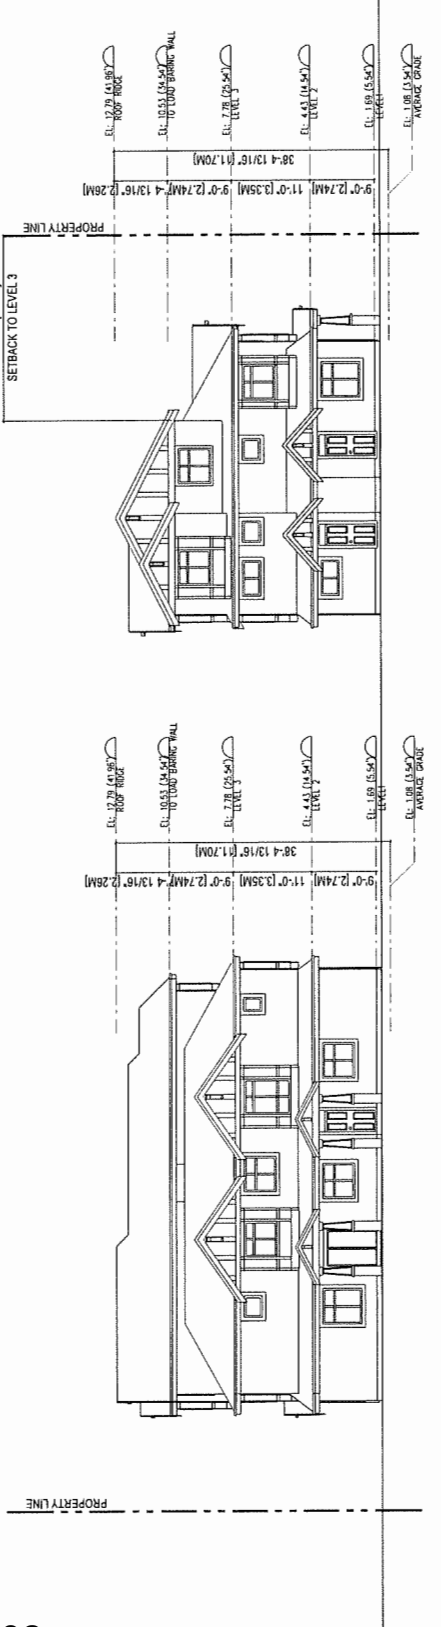 SETBACK TO LEVEL 3
PROPERTY LINE
EL: 12.79 (41.96')
ROOF RIDGE
EL: 10.53 (34.54')
TO LOAD BARING WALL
EL: 7.78 (25.54')
LEVEL 3
EL: 4.43 (14.54')
LEVEL 2
EL: 1.69 (5.54')
LEVEL1
EL: 1.08 (3.54')
AVERAGE GRADE
38'-4 13/16" [11.70M]
9'-0" [2.74M]
11'-0" [3.35M]
9'-0" [2.74M]
-4 13/16" [2.26M]
EL: 12.79 (41.96')
ROOF RIDGE
EL: 10.53 (34.54')
TO LOAD BARING WALL
EL: 7.78 (25.54')
LEVEL 3
EL: 4.43 (14.54')
LEVEL 2
EL: 1.69 (5.54')
LEVEL1
EL: 1.08 (3.54')
AVERAGE GRADE
38'-4 13/16" [11.70M]
9'-0" [2.74M]
11'-0" [3.35M]
9'-0" [2.74M]
-4 13/16" [2.26M]
PROPERTY LINE